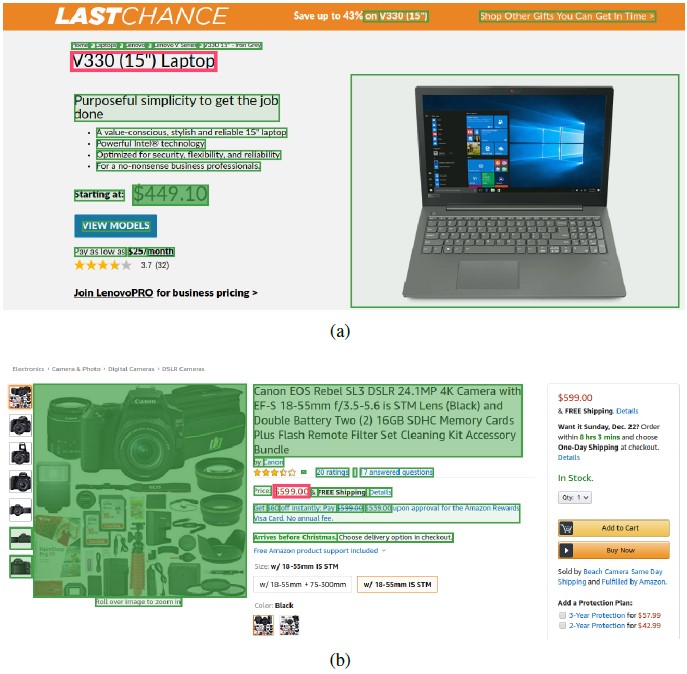 LASTCHANCE
Save up to 43% on V330 (15")
Shop Other Gifts You Can Get In Time >
Home Laptops Lenovo Lenovo V Series V330 15" - Iron Grey
V330 (15") Laptop
Purposeful simplicity to get the job
done
A value-conscious, stylish and reliable 15" laptop
Powerful Intel® technology
Optimized for security, flexibility, and reliability
For a no-nonsense business professionals.
Starting at: $449.10
VIEW MODELS
Pay as low as $25/month
3.7 (32)
Join LenovoPRO for business pricing >
(a)
Electronics › Camera & Photo › Digital Cameras › DSLR Cameras
Canon EOS Rebel SL3 DSLR 24.1MP 4K Camera with
EF-S 18-55mm f/3.5-5.6 is STM Lens (Black) and
Double Battery Two (2) 16GB SDHC Memory Cards
Plus Flash Remote Filter Set Cleaning Kit Accessory
Bundle
by Canon
20 ratings | 7 answered questions
Price: $599.00 & FREE Shipping. Details
off instantly: Pay upon approval for the Amazon Rewards
Visa Card. No annual fee.
Arrives before Christmas. Choose delivery option in checkout.
Free Amazon product support included
Size: w/ 18-55mm IS STM
w/ 18-55mm + 75-300mm
w/ 18-55mm IS STM
Color: Black
Roll over image to zoom in
$599.00
& FREE Shipping. Details
Want it Sunday, Dec. 22? Order
within 8 hrs 3 mins and choose
One-Day Shipping at checkout.
Details
In Stock.
Qty: 1
Add to Cart
Buy Now
Sold by Beach Camera Same Day
Shipping and Fulfilled by Amazon.
Add a Protection Plan:
3-Year Protection for $57.99
2-Year Protection for $42.99
(b)